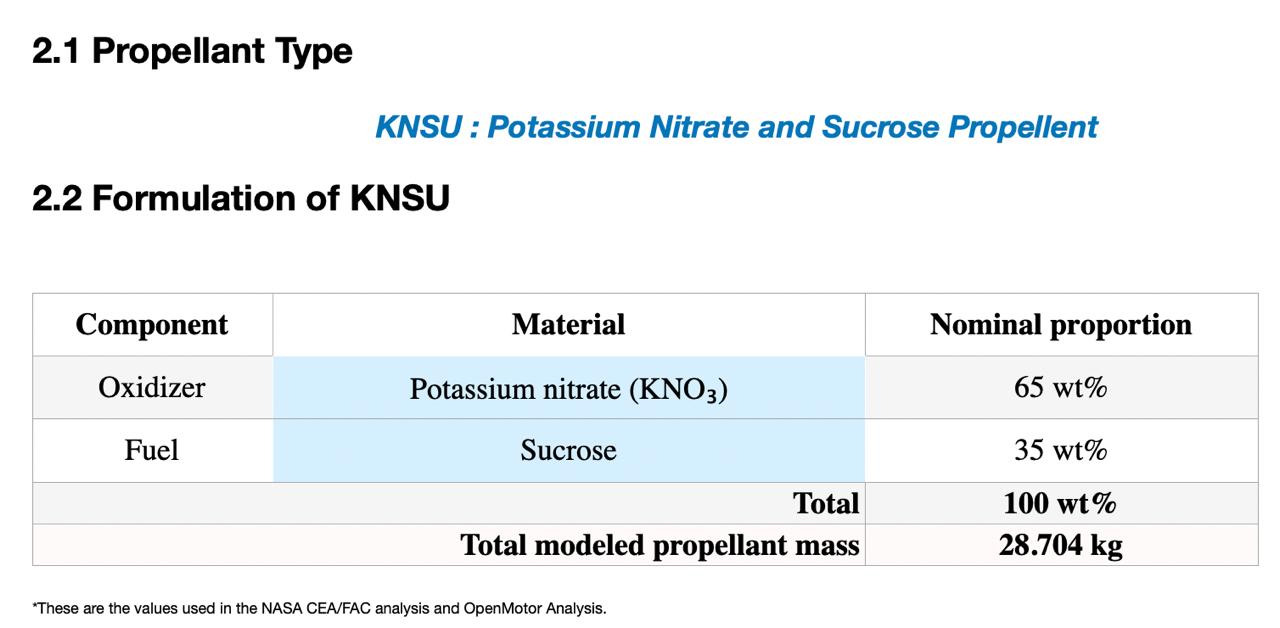 2.1 Propellant Type
KNSU : Potassium Nitrate and Sucrose Propellent
2.2 Formulation of KNSU
Component Material Nominal proportion
Oxidizer Potassium nitrate (KNO₃) 65 wt%
Fuel Sucrose 35 wt%
Total 100 wt%
Total modeled propellant mass 28.704 kg
*These are the values used in the NASA CEA/FAC analysis and OpenMotor Analysis.